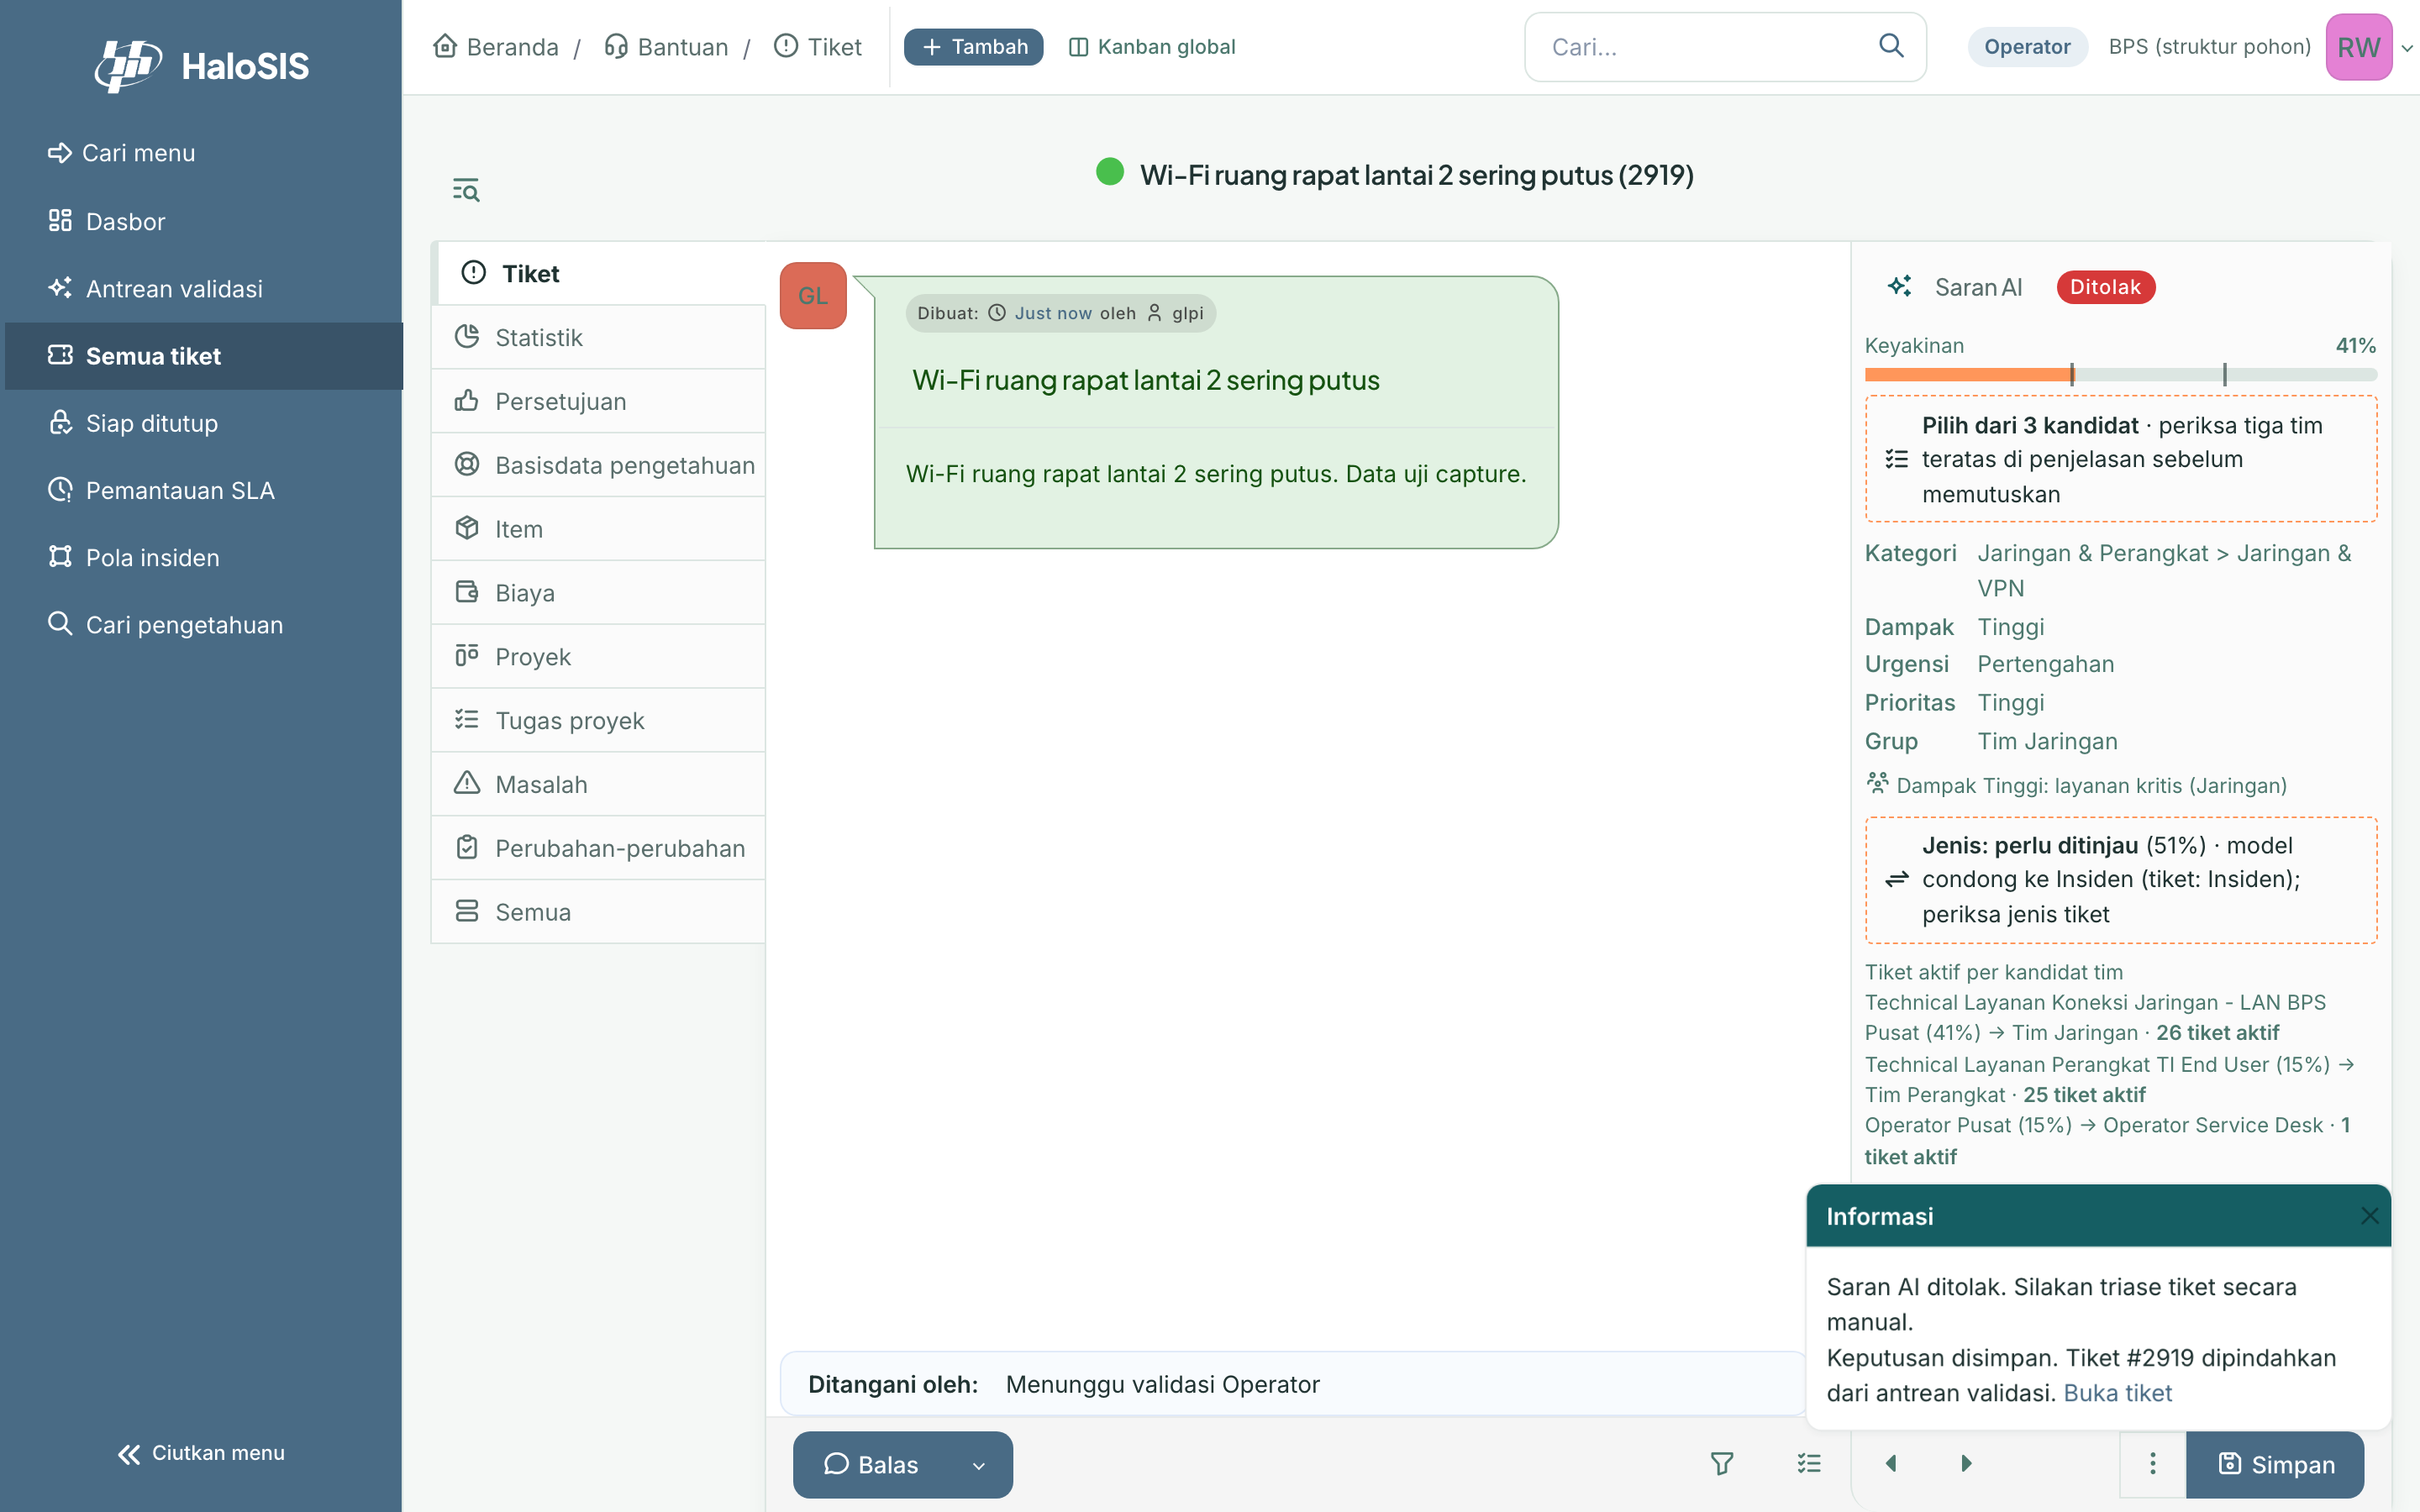 HaloSIS
Cari menu
Dasbor
Antrean validasi
Semua tiket
Siap ditutup
Pemantauan SLA
Pola insiden
Cari pengetahuan
Ciutkan menu
Beranda / Bantuan / Tiket
+ Tambah
Kanban global
Cari...
Operator
BPS (struktur pohon)
RW
Wi-Fi ruang rapat lantai 2 sering putus (2919)
Tiket
Statistik
Persetujuan
Basisdata pengetahuan
Item
Biaya
Proyek
Tugas proyek
Masalah
Perubahan-perubahan
Semua
GL
Dibuat: Just now oleh glpi
Wi-Fi ruang rapat lantai 2 sering putus
Wi-Fi ruang rapat lantai 2 sering putus. Data uji capture.
Ditangani oleh: Menunggu validasi Operator
Balas
Saran AI Ditolak
Keyakinan 41%
Pilih dari 3 kandidat · periksa tiga tim
teratas di penjelasan sebelum
memutuskan
Kategori Jaringan & Perangkat > Jaringan &
VPN
Dampak Tinggi
Urgensi Pertengahan
Prioritas Tinggi
Grup Tim Jaringan
Dampak Tinggi: layanan kritis (Jaringan)
Jenis: perlu ditinjau (51%) · model
condong ke Insiden (tiket: Insiden);
periksa jenis tiket
Tiket aktif per kandidat tim
Technical Layanan Koneksi Jaringan - LAN BPS
Pusat (41%) → Tim Jaringan · 26 tiket aktif
Technical Layanan Perangkat TI End User (15%) →
Tim Perangkat · 25 tiket aktif
Operator Pusat (15%) → Operator Service Desk · 1
tiket aktif
Informasi
Saran AI ditolak. Silakan triase tiket secara
manual.
Keputusan disimpan. Tiket #2919 dipindahkan
dari antrean validasi. Buka tiket
Simpan